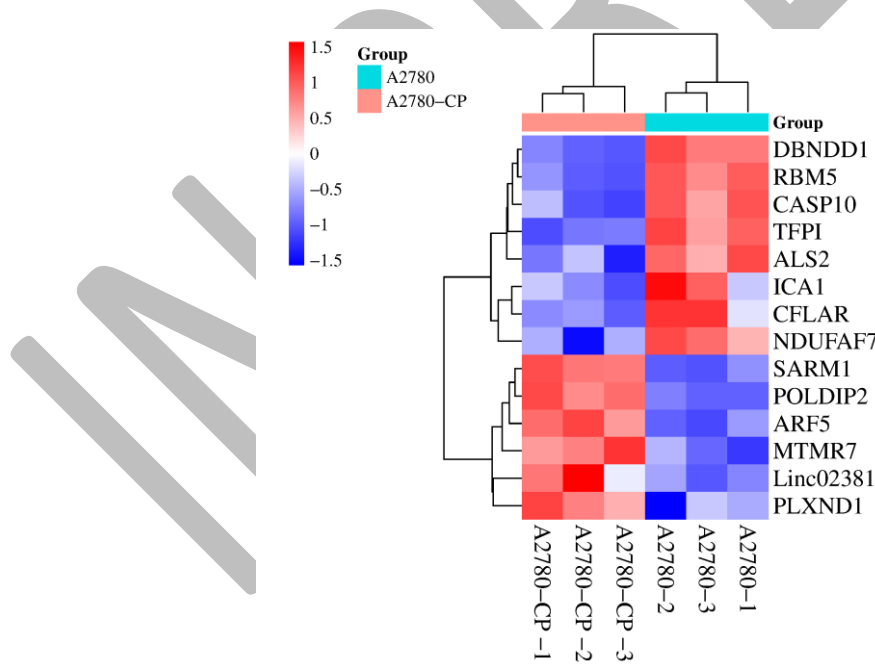 1.5
1
0.5
0
−0.5
−1
−1.5
Group
A2780
A2780−CP
Group
DBNDD1
RBM5
CASP10
TFPI
ALS2
ICA1
CFLAR
NDUFAF7
SARM1
POLDIP2
ARF5
MTMR7
Linc02381
PLXND1
A2780−CP −1
A2780−CP −2
A2780−CP −3
A2780−2
A2780−3
A2780−1